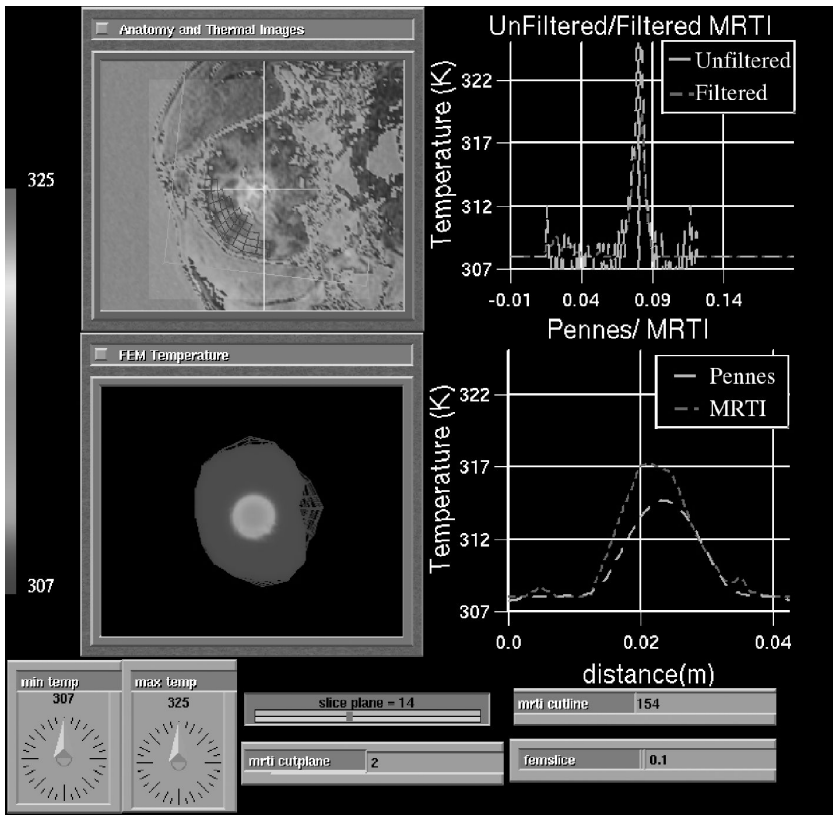 Anatomy and Thermal Images
325
307
FEM Temperature
UnFiltered/Filtered MRTI
Temperature (K)
322
317
312
307
-0.01 0.04 0.09 0.14
Unfiltered
Filtered
Pennes/ MRTI
Temperature (K)
322
317
312
307
0.0 0.02 0.04
distance(m)
Pennes
MRTI
min temp
307
max temp
325
slice plane = 14
mrti cutline 154
mrti cutplane 2
femslice 0.1